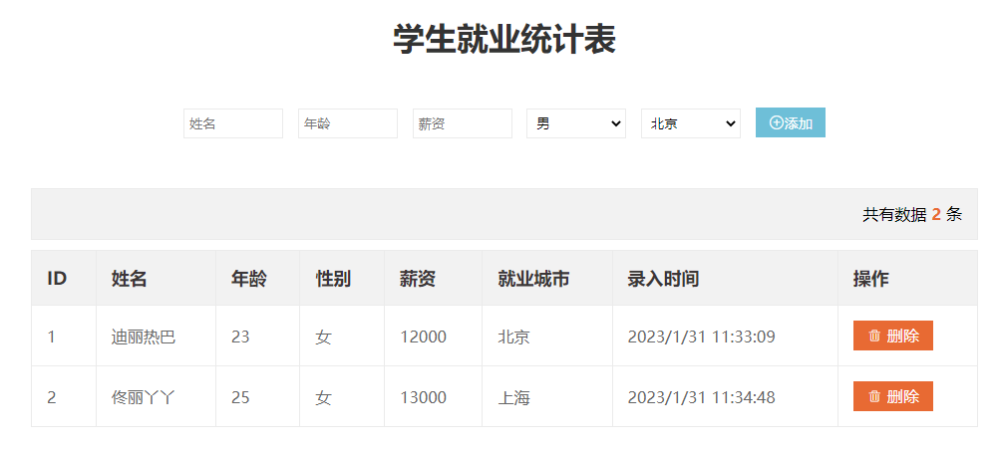 学生就业统计表
姓名 年龄 薪资 男 北京 添加
共有数据 2 条
ID 姓名 年龄 性别 薪资 就业城市 录入时间 操作
1 迪丽热巴 23 女 12000 北京 2023/1/31 11:33:09 删除
2 佟丽丫丫 25 女 13000 上海 2023/1/31 11:34:48 删除